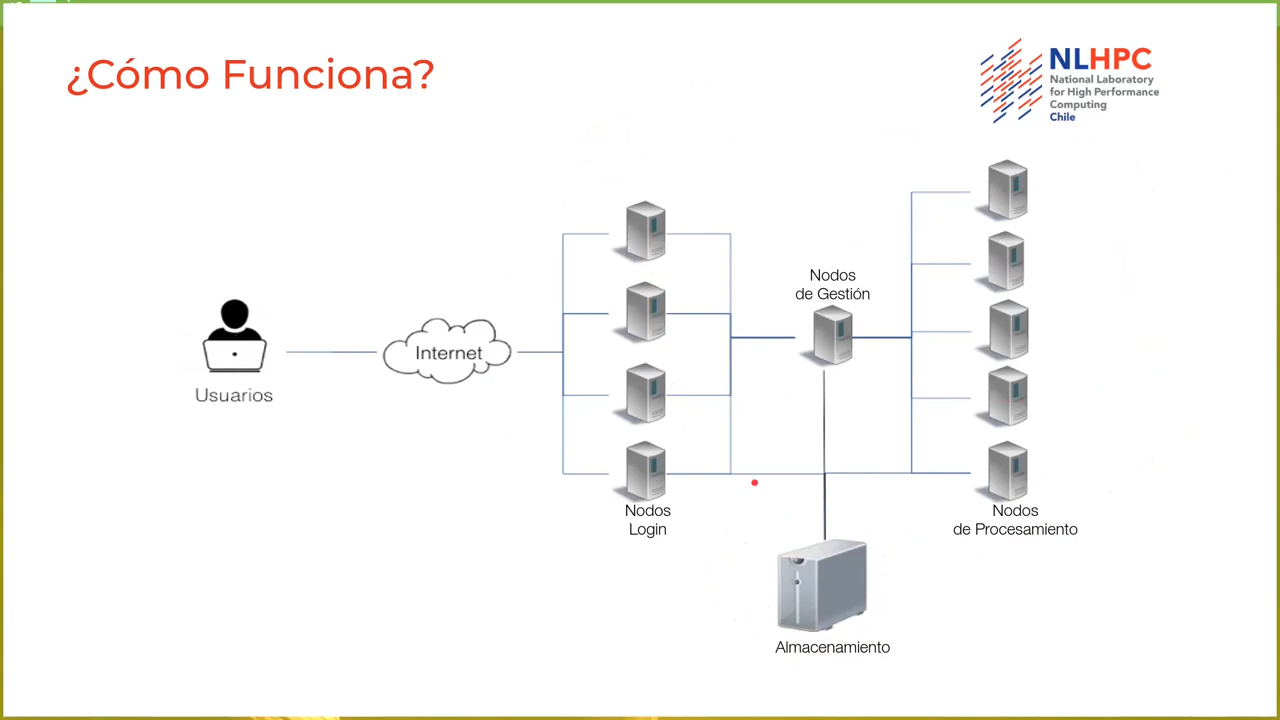 ¿Cómo Funciona?
NLHPC
National Laboratory
for High Performance
Computing
Chile
Nodos
de Gestión
Internet
Usuarios
Nodos
Login
Nodos
de Procesamiento
Almacenamiento